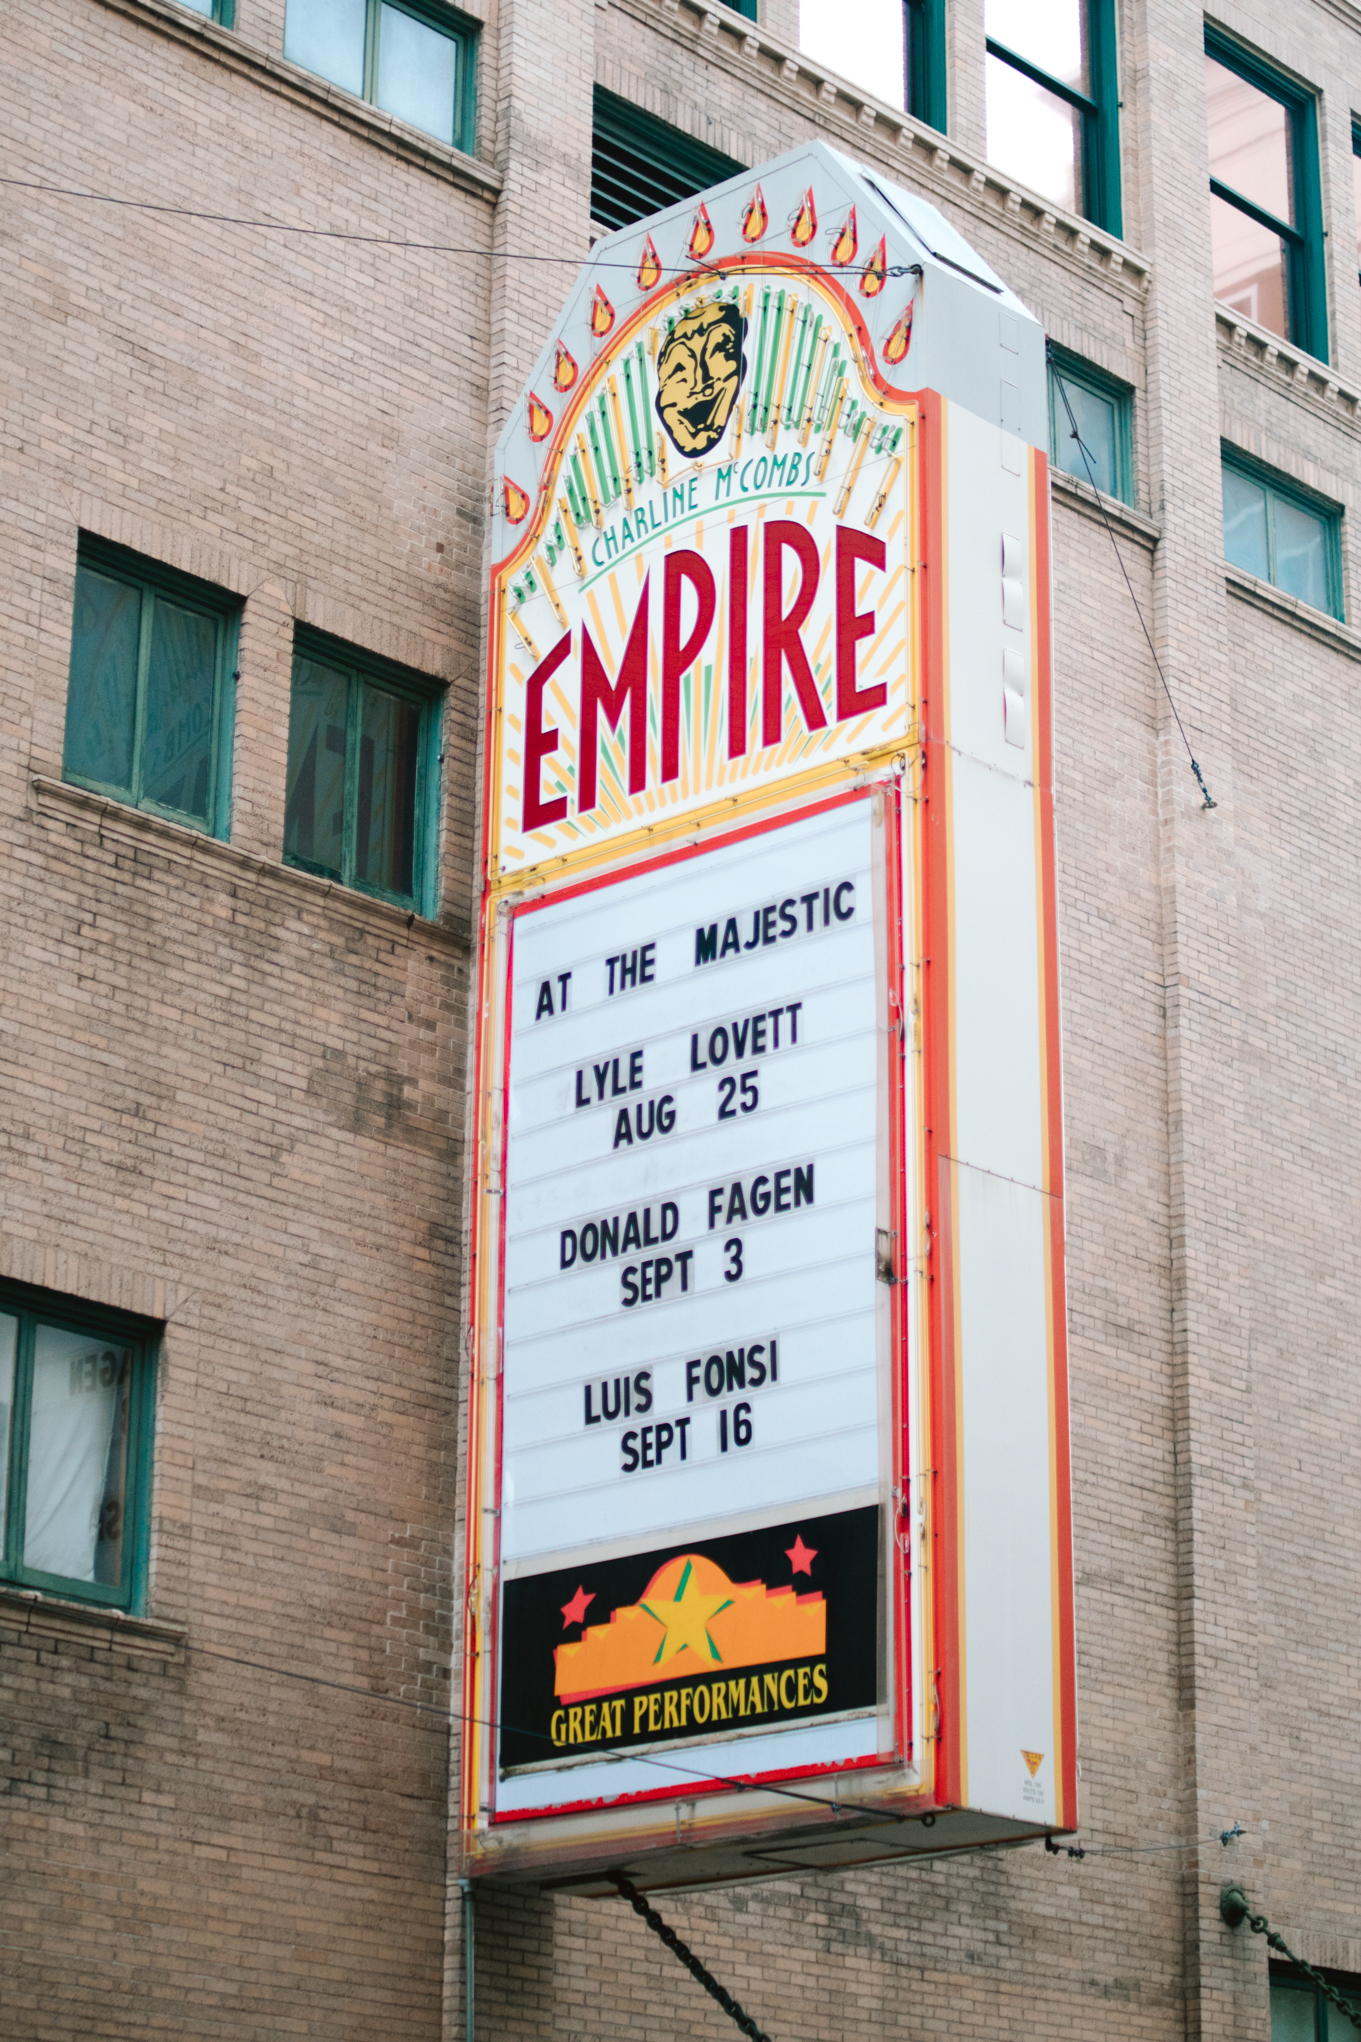 CHARLINE McCOMBS
EMPIRE
AT THE MAJESTIC
LYLE LOVETT
AUG 25
DONALD FAGEN
SEPT 3
LUIS FONSI
SEPT 16
GREAT PERFORMANCES